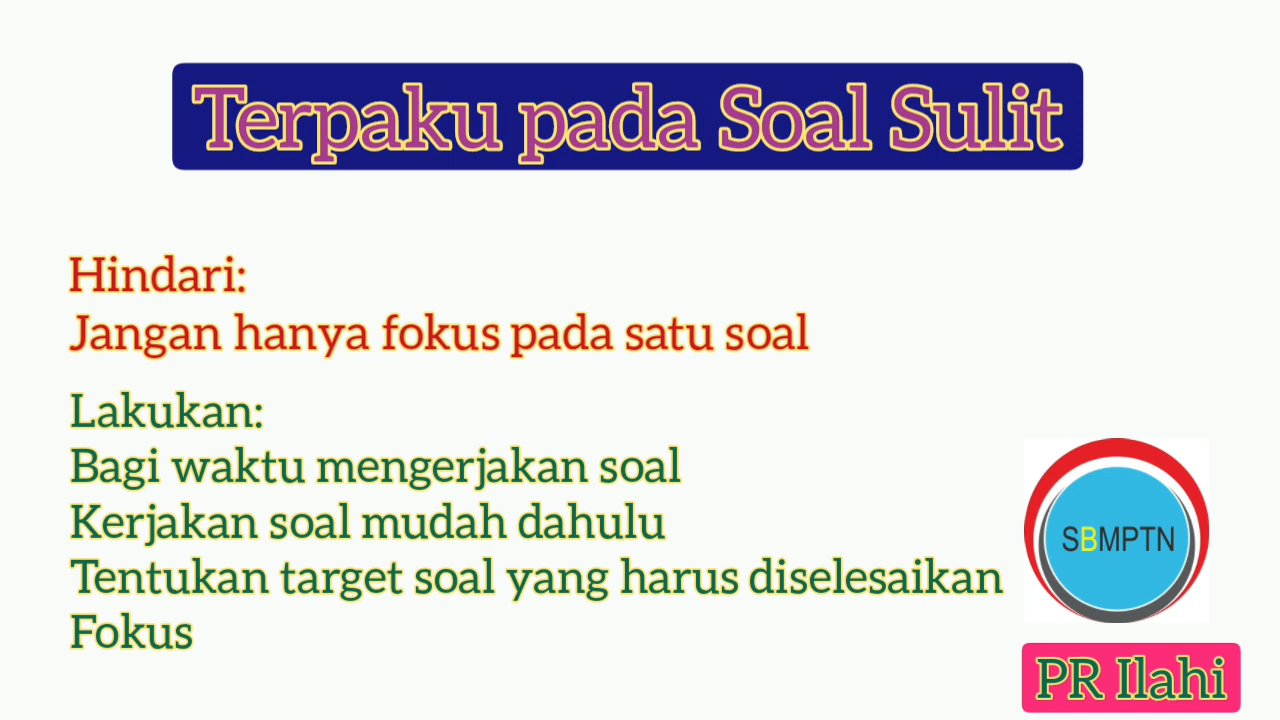 Terpaku pada Soal Sulit
Hindari:
Jangan hanya fokus pada satu soal
Lakukan:
Bagi waktu mengerjakan soal
Kerjakan soal mudah dahulu
Tentukan target soal yang harus diselesaikan
Fokus
SBMPTN
PR Ilahi